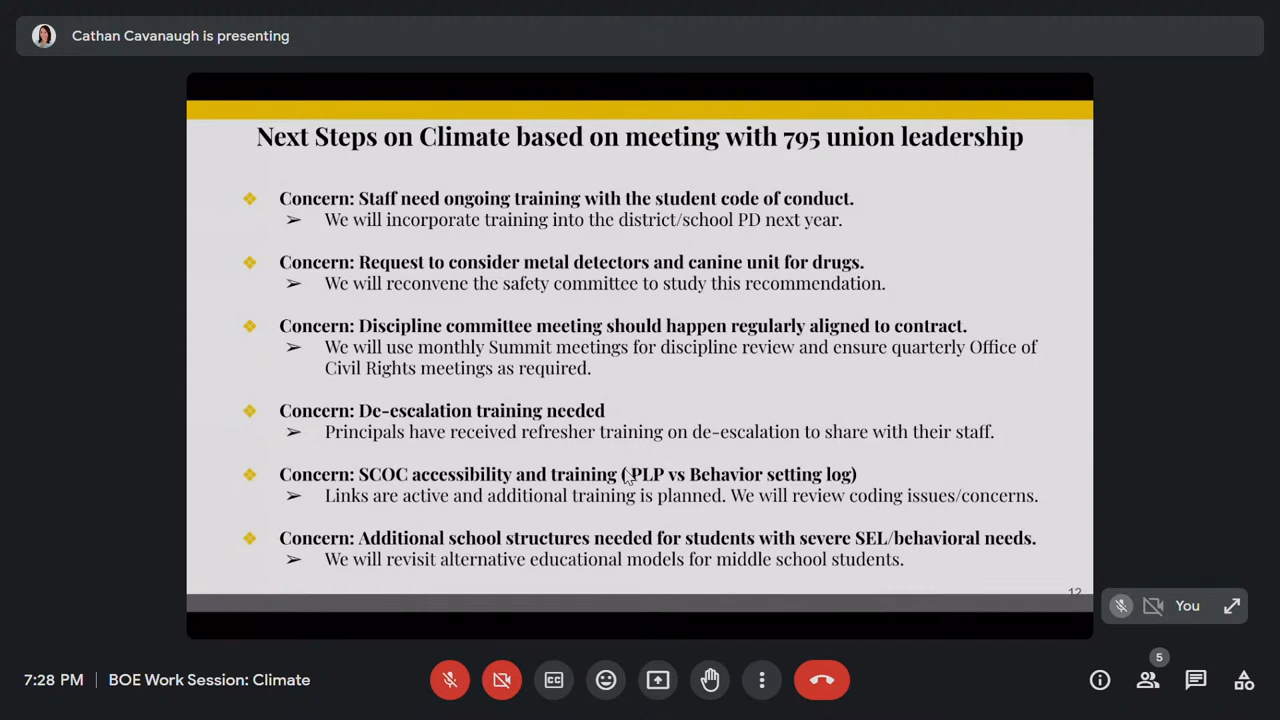 Cathan Cavanaugh is presenting
Next Steps on Climate based on meeting with 795 union leadership
Concern: Staff need ongoing training with the student code of conduct.
We will incorporate training into the district/school PD next year.
Concern: Request to consider metal detectors and canine unit for drugs.
We will reconvene the safety committee to study this recommendation.
Concern: Discipline committee meeting should happen regularly aligned to contract.
We will use monthly Summit meetings for discipline review and ensure quarterly Office of
Civil Rights meetings as required.
Concern: De-escalation training needed
Principals have received refresher training on de-escalation to share with their staff.
Concern: SCOC accessibility and training ( PLP vs Behavior setting log)
Links are active and additional training is planned. We will review coding issues/concerns.
Concern: Additional school structures needed for students with severe SEL/behavioral needs.
We will revisit alternative educational models for middle school students.
12
You
5
7:28 PM | BOE Work Session: Climate